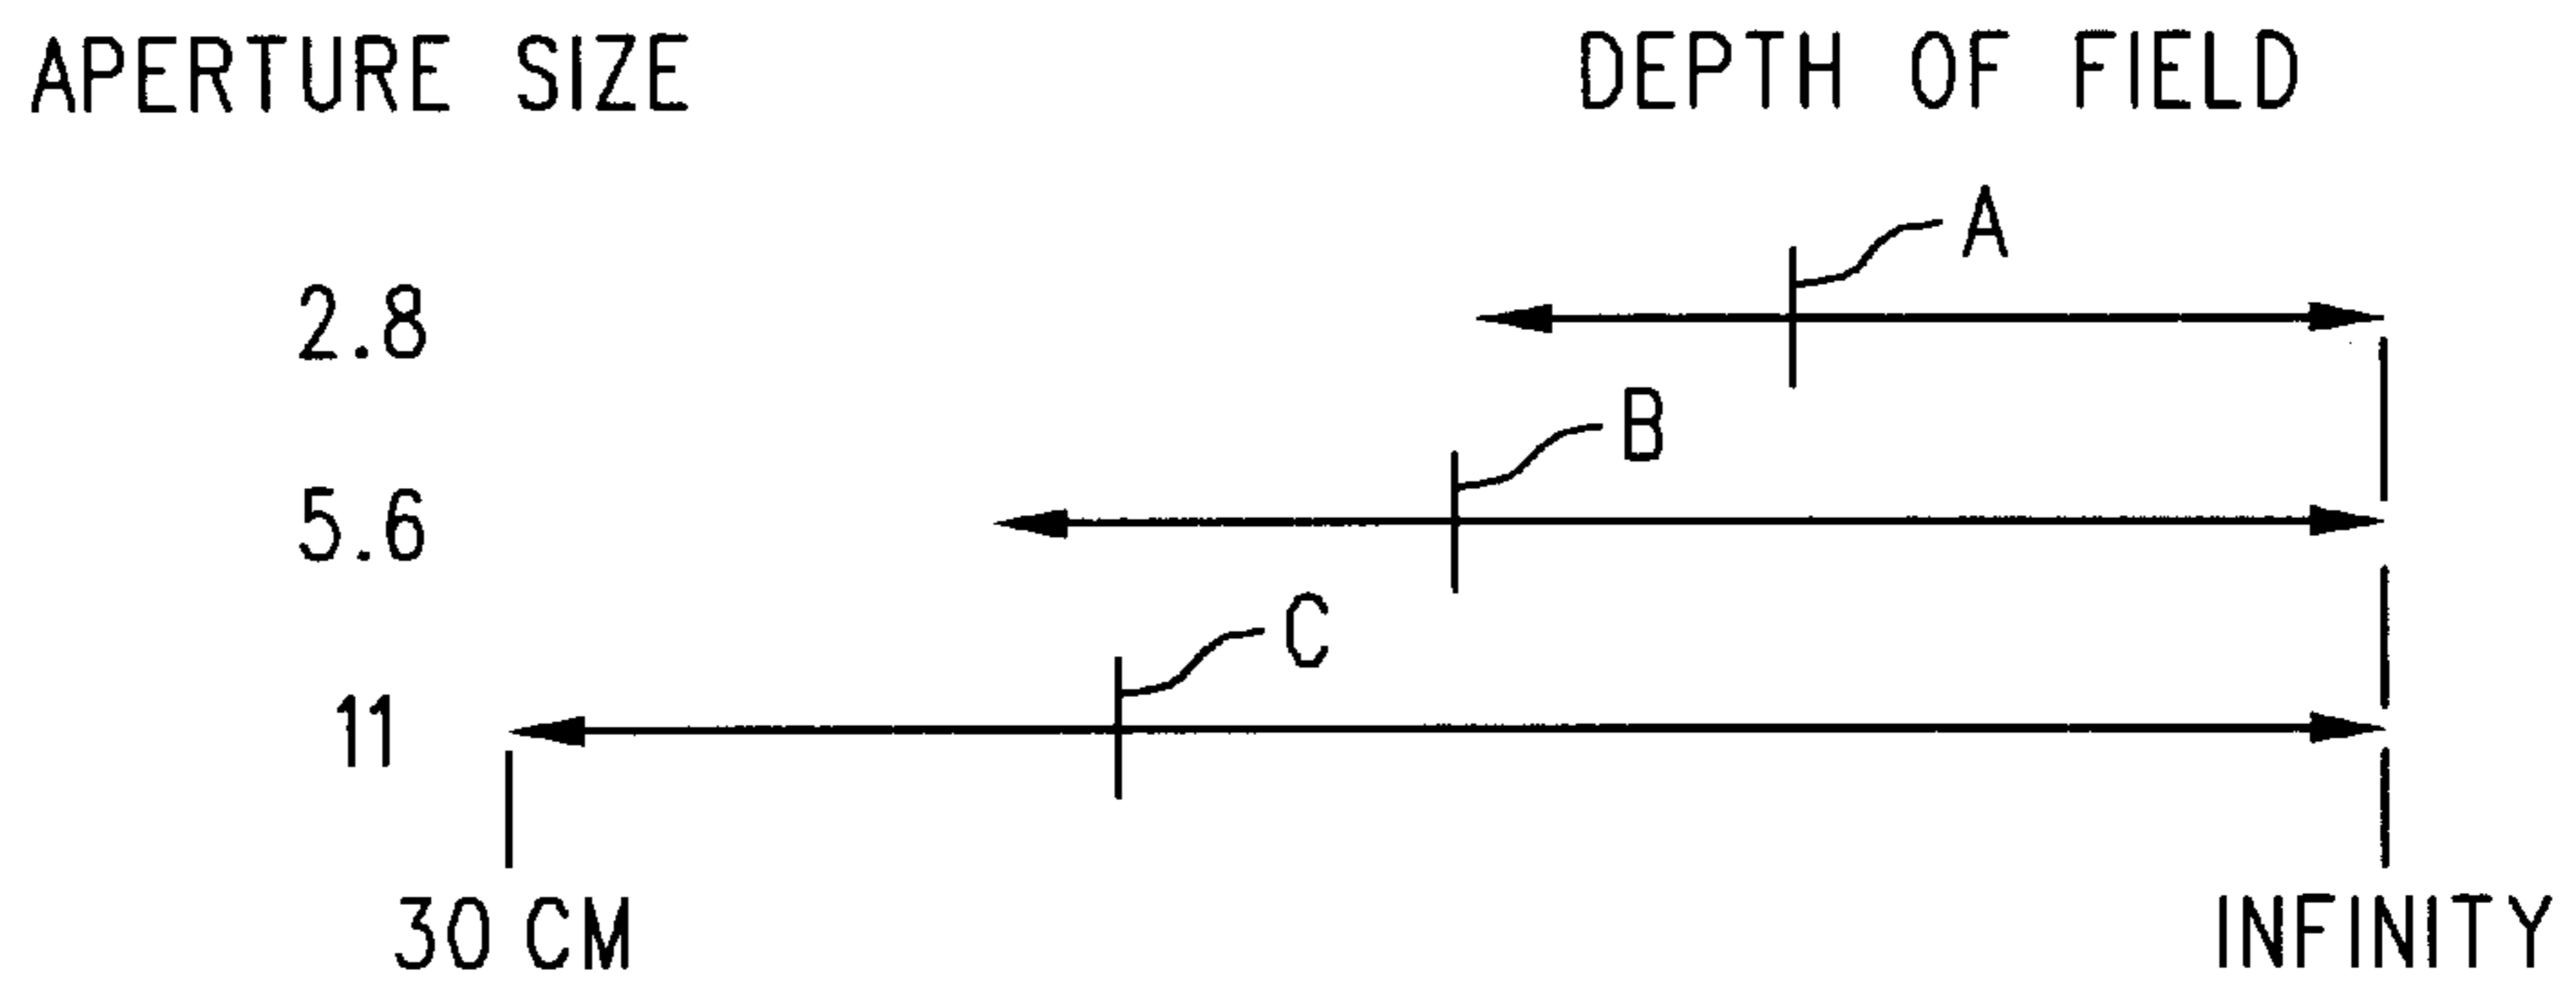 APERTURE SIZE DEPTH OF FIELD
A
2.8
B
5.6
C
11
30 CM INFINITY